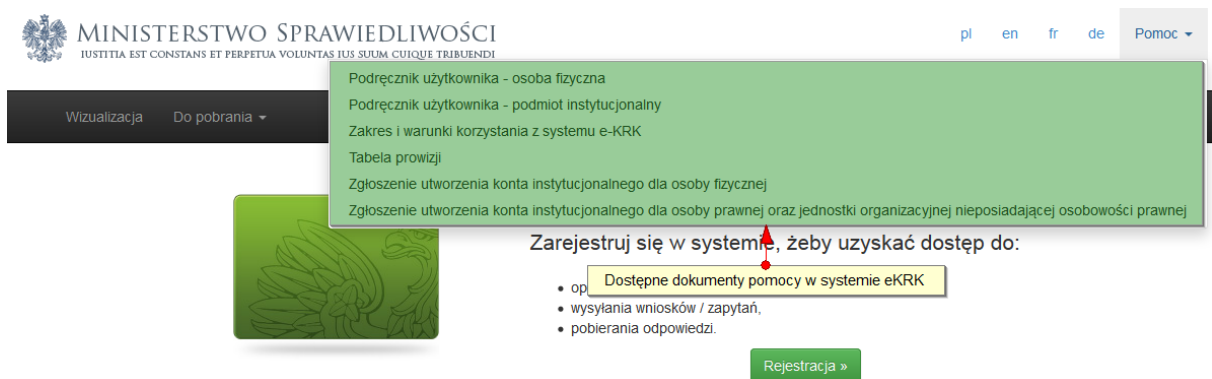 MINISTERSTWO SPRAWIEDLIWOŚCI
IUSTITIA EST CONSTANS ET PERPETUA VOLUNTAS IUS SUUM CUIQUE TRIBUENDI
pl en fr de Pomoc
Podręcznik użytkownika - osoba fizyczna
Podręcznik użytkownika - podmiot instytucjonalny
Wizualizacja Do pobrania
Zakres i warunki korzystania z systemu e-KRK
Tabela prowizji
Zgłoszenie utworzenia konta instytucjonalnego dla osoby fizycznej
Zgłoszenie utworzenia konta instytucjonalnego dla osoby prawnej oraz jednostki organizacyjnej nieposiadającej osobowości prawnej
Zarejestruj się w systemie, żeby uzyskać dostęp do:
Dostępne dokumenty pomocy w systemie eKRK
• wysyłania wniosków / zapytań,
• pobierania odpowiedzi.
Rejestracja »